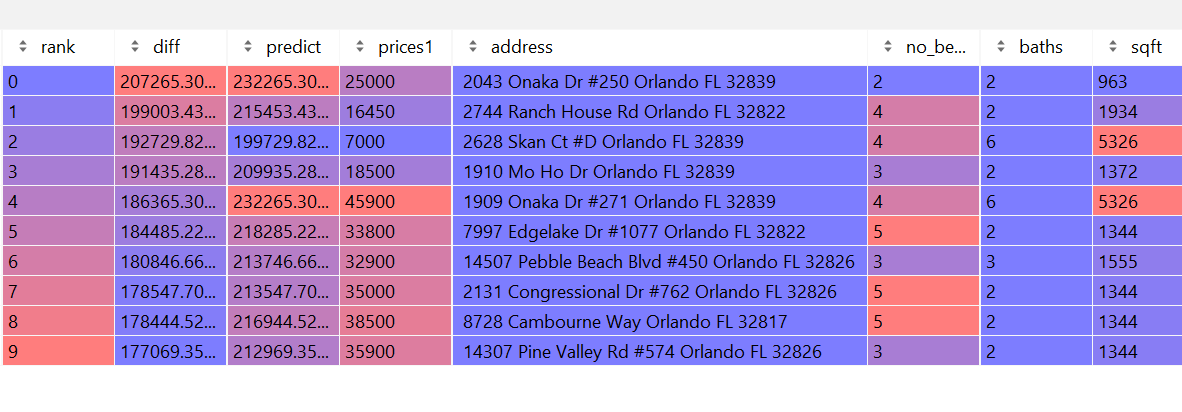 rank diff predict prices1 address no_be... baths sqft
0 207265.30... 232265.30... 25000 2043 Onaka Dr #250 Orlando FL 32839 2 2 963
1 199003.43... 215453.43... 16450 2744 Ranch House Rd Orlando FL 32822 4 2 1934
2 192729.82... 199729.82... 7000 2628 Skan Ct #D Orlando FL 32839 4 6 5326
3 191435.28... 209935.28... 18500 1910 Mo Ho Dr Orlando FL 32839 3 2 1372
4 186365.30... 232265.30... 45900 1909 Onaka Dr #271 Orlando FL 32839 4 6 5326
5 184485.22... 218285.22... 33800 7997 Edgelake Dr #1077 Orlando FL 32822 5 2 1344
6 180846.66... 213746.66... 32900 14507 Pebble Beach Blvd #450 Orlando FL 32826 3 3 1555
7 178547.70... 213547.70... 35000 2131 Congressional Dr #762 Orlando FL 32826 5 2 1344
8 178444.52... 216944.52... 38500 8728 Cambourne Way Orlando FL 32817 5 2 1344
9 177069.35... 212969.35... 35900 14307 Pine Valley Rd #574 Orlando FL 32826 3 2 1344